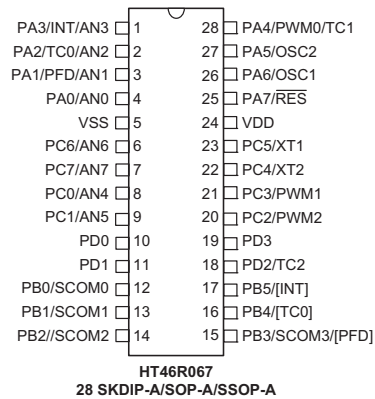 PA3/INT/AN3 1 28 PA4/PWM0/TC1
PA2/TC0/AN2 2 27 PA5/OSC2
PA1/PFD/AN1 3 26 PA6/OSC1
PA0/AN0 4 25 PA7/RES
VSS 5 24 VDD
PC6/AN6 6 23 PC5/XT1
PC7/AN7 7 22 PC4/XT2
PC0/AN4 8 21 PC3/PWM1
PC1/AN5 9 20 PC2/PWM2
PD0 10 19 PD3
PD1 11 18 PD2/TC2
PB0/SCOM0 12 17 PB5/[INT]
PB1/SCOM1 13 16 PB4/[TC0]
PB2//SCOM2 14 15 PB3/SCOM3/[PFD]
HT46R067
28 SKDIP-A/SOP-A/SSOP-A